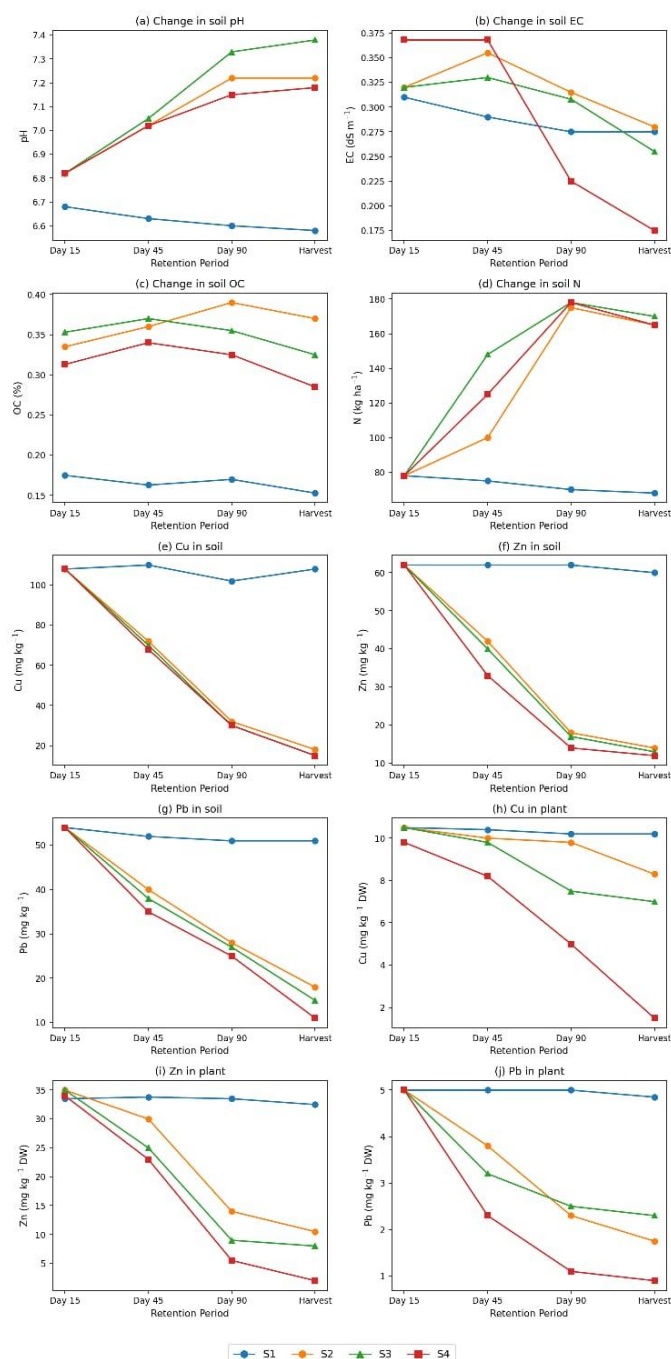 (a) Change in soil pH
7.4
7.2
7.0
6.8
6.7
6.6
pH
Day 15 Day 45 Day 90 Harvest
Retention Period
(b) Change in soil EC
0.375
0.350
0.325
0.300
0.275
0.250
0.225
0.200
0.175
EC (dS m⁻¹)
Day 15 Day 45 Day 90 Harvest
Retention Period
(c) Change in soil OC
0.40
0.35
0.30
0.25
0.20
0.15
OC (%)
Day 15 Day 45 Day 90 Harvest
Retention Period
(d) Change in soil N
180
160
140
120
100
80
N (kg ha⁻¹)
Day 15 Day 45 Day 90 Harvest
Retention Period
(e) Cu in soil
100
80
60
40
20
Cu (mg kg⁻¹)
Day 15 Day 45 Day 90 Harvest
Retention Period
(f) Zn in soil
60
50
40
30
20
10
Zn (mg kg⁻¹)
Day 15 Day 45 Day 90 Harvest
Retention Period
(g) Pb in soil
50
40
30
20
10
Pb (mg kg⁻¹)
Day 15 Day 45 Day 90 Harvest
Retention Period
(h) Cu in plant
10
8
6
4
2
Cu (mg kg⁻¹ DW)
Day 15 Day 45 Day 90 Harvest
Retention Period
(i) Zn in plant
35
30
25
20
15
10
5
Zn (mg kg⁻¹ DW)
Day 15 Day 45 Day 90 Harvest
Retention Period
(j) Pb in plant
5
4
3
2
1
Pb (mg kg⁻¹ DW)
Day 15 Day 45 Day 90 Harvest
Retention Period
S1 S2 S3 S4